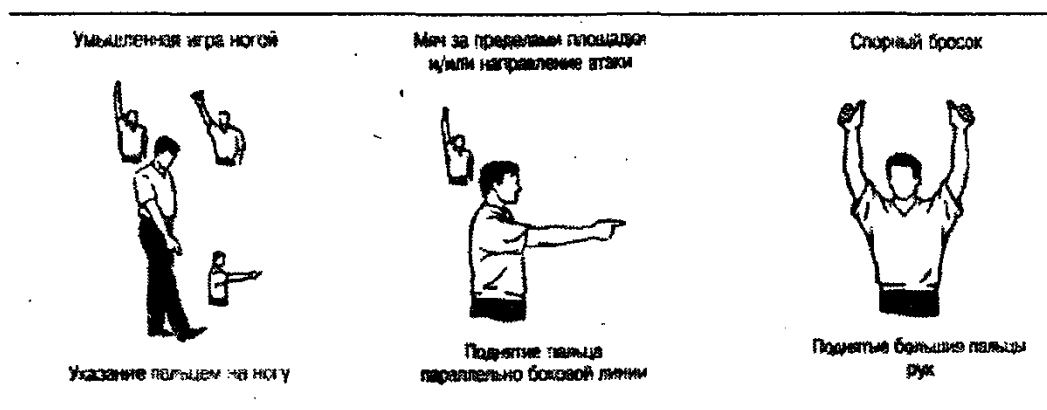 Умышленная игра ногой
Мяч за пределами площадки
и/или направление атаки
Спорный бросок
Указание пальцем на ногу
Поднятие пальца
параллельно боковой линии
Поднятые большие пальцы
рук